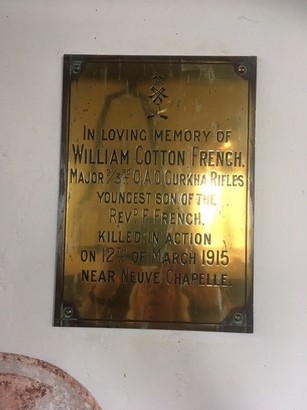 IN LOVING MEMORY OF
WILLIAM COTTON FRENCH,
MAJOR 2/3RD Q.A.O GURKHA RIFLES
YOUNGEST SON OF THE
REVD F. FRENCH,
KILLED IN ACTION
ON 12TH OF MARCH 1915
NEAR NEUVE CHAPELLE.